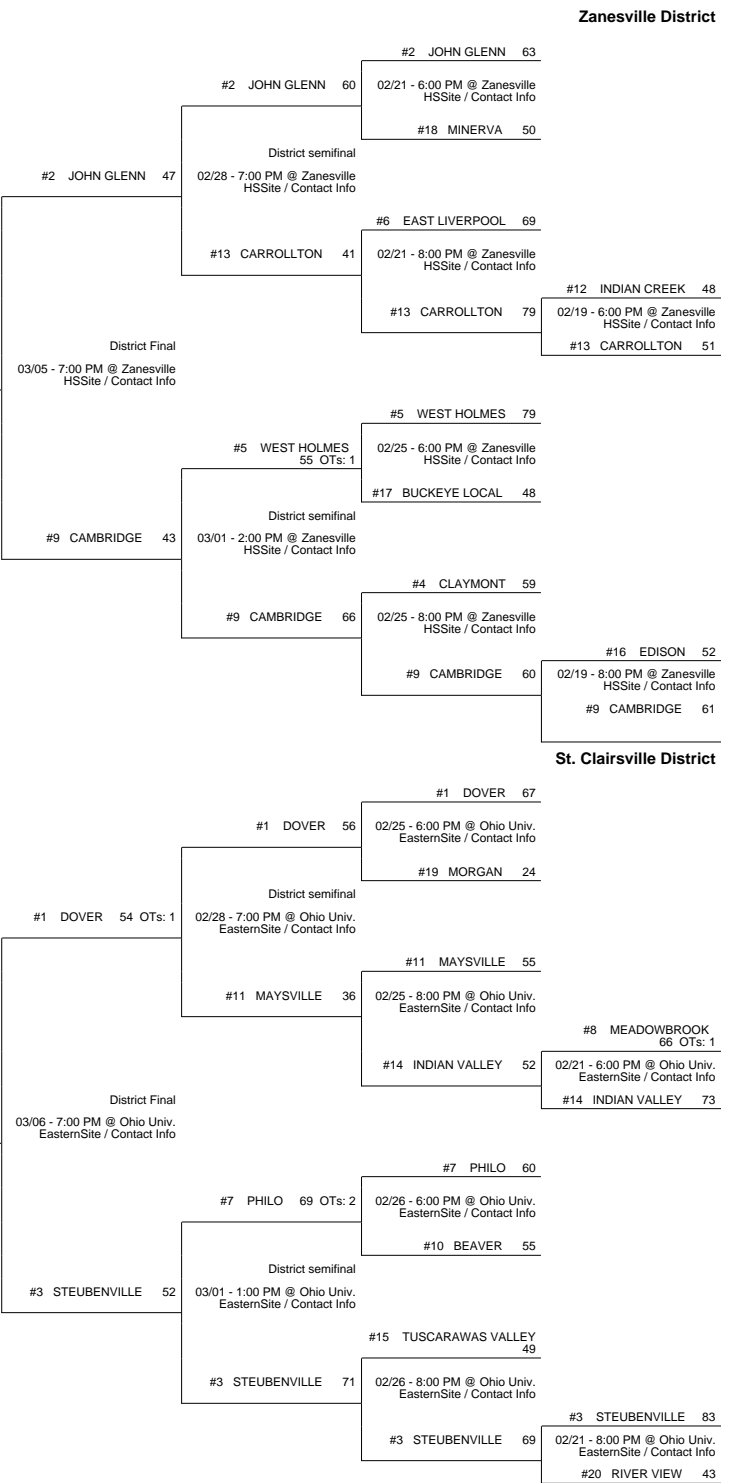 Zanesville District
#2 JOHN GLENN 63
#2 JOHN GLENN 60
02/21 - 6:00 PM @ Zanesville
HSSite / Contact Info
#18 MINERVA 50
District semifinal
#2 JOHN GLENN 47
02/28 - 7:00 PM @ Zanesville
HSSite / Contact Info
#6 EAST LIVERPOOL 69
#13 CARROLLTON 41
02/21 - 8:00 PM @ Zanesville
HSSite / Contact Info
#12 INDIAN CREEK 48
#13 CARROLLTON 79
02/19 - 6:00 PM @ Zanesville
HSSite / Contact Info
#13 CARROLLTON 51
District Final
03/05 - 7:00 PM @ Zanesville
HSSite / Contact Info
#5 WEST HOLMES 79
#5 WEST HOLMES
55 OTs: 1
02/25 - 6:00 PM @ Zanesville
HSSite / Contact Info
#17 BUCKEYE LOCAL 48
District semifinal
#9 CAMBRIDGE 43
03/01 - 2:00 PM @ Zanesville
HSSite / Contact Info
#4 CLAYMONT 59
#9 CAMBRIDGE 66
02/25 - 8:00 PM @ Zanesville
HSSite / Contact Info
#16 EDISON 52
#9 CAMBRIDGE 60
02/19 - 8:00 PM @ Zanesville
HSSite / Contact Info
#9 CAMBRIDGE 61
St. Clairsville District
#1 DOVER 67
#1 DOVER 56
02/25 - 6:00 PM @ Ohio Univ.
EasternSite / Contact Info
#19 MORGAN 24
District semifinal
#1 DOVER 54 OTs: 1
02/28 - 7:00 PM @ Ohio Univ.
EasternSite / Contact Info
#11 MAYSVILLE 55
#11 MAYSVILLE 36
02/25 - 8:00 PM @ Ohio Univ.
EasternSite / Contact Info
#8 MEADOWBROOK
66 OTs: 1
#14 INDIAN VALLEY 52
02/21 - 6:00 PM @ Ohio Univ.
EasternSite / Contact Info
#14 INDIAN VALLEY 73
District Final
03/06 - 7:00 PM @ Ohio Univ.
EasternSite / Contact Info
#7 PHILO 60
#7 PHILO 69 OTs: 2
02/26 - 6:00 PM @ Ohio Univ.
EasternSite / Contact Info
#10 BEAVER 55
District semifinal
#3 STEUBENVILLE 52
03/01 - 1:00 PM @ Ohio Univ.
EasternSite / Contact Info
#15 TUSCARAWAS VALLEY
49
#3 STEUBENVILLE 71
02/26 - 8:00 PM @ Ohio Univ.
EasternSite / Contact Info
#3 STEUBENVILLE 83
#3 STEUBENVILLE 69
02/21 - 8:00 PM @ Ohio Univ.
EasternSite / Contact Info
#20 RIVER VIEW 43